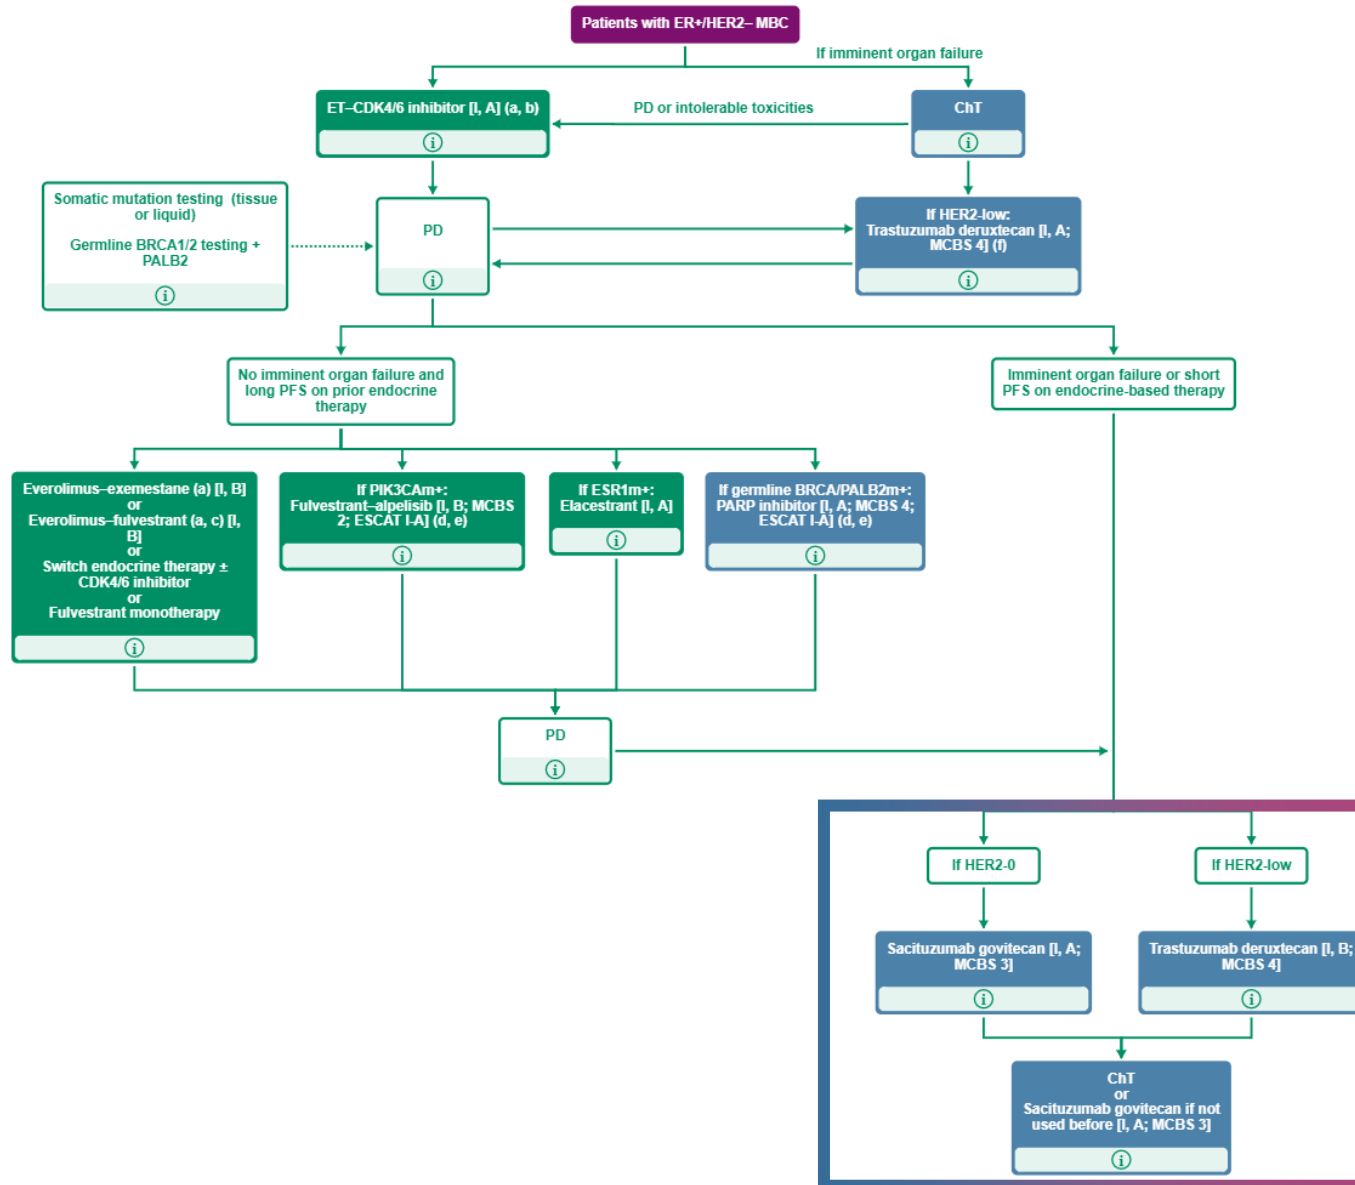 Patients with ER+/HER2– MBC
If imminent organ failure
ET–CDK4/6 inhibitor [I, A] (a, b)
i
PD or intolerable toxicities
ChT
i
Somatic mutation testing (tissue
or liquid)
Germline BRCA1/2 testing +
PALB2
i
PD
i
If HER2-low:
Trastuzumab deruxtecan [I, A;
MCBS 4] (f)
i
No imminent organ failure and
long PFS on prior endocrine
therapy
Imminent organ failure or short
PFS on endocrine-based therapy
Everolimus–exemestane (a) [I, B]
or
Everolimus–fulvestrant (a, c) [I,
B]
or
Switch endocrine therapy ±
CDK4/6 inhibitor
or
Fulvestrant monotherapy
i
If PIK3CAm+:
Fulvestrant–alpelisib [I, B; MCBS
2; ESCAT I-A] (d, e)
i
If ESR1m+:
Elacestrant [I, A]
i
If germline BRCA/PALB2m+:
PARP inhibitor [I, A; MCBS 4;
ESCAT I-A] (d, e)
i
PD
i
If HER2-0
If HER2-low
Sacituzumab govitecan [I, A;
MCBS 3]
i
Trastuzumab deruxtecan [I, B;
MCBS 4]
i
ChT
or
Sacituzumab govitecan if not
used before [I, A; MCBS 3]
i